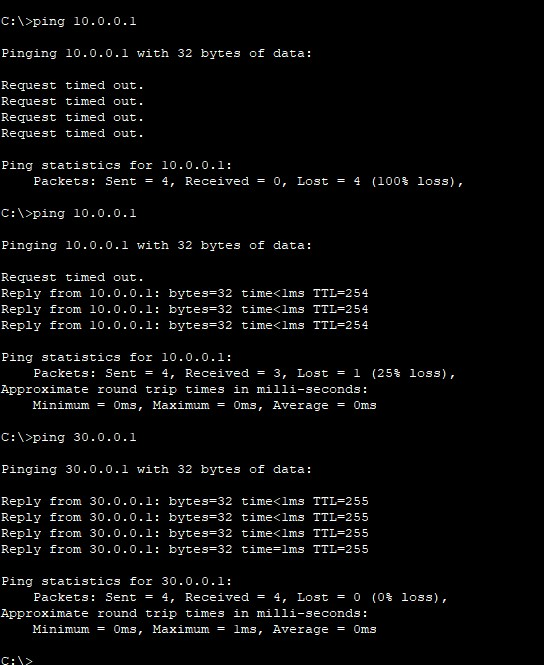 C:\>ping 10.0.0.1
Pinging 10.0.0.1 with 32 bytes of data:
Request timed out.
Request timed out.
Request timed out.
Request timed out.
Ping statistics for 10.0.0.1:
    Packets: Sent = 4, Received = 0, Lost = 4 (100% loss),
C:\>ping 10.0.0.1
Pinging 10.0.0.1 with 32 bytes of data:
Request timed out.
Reply from 10.0.0.1: bytes=32 time<1ms TTL=254
Reply from 10.0.0.1: bytes=32 time<1ms TTL=254
Reply from 10.0.0.1: bytes=32 time<1ms TTL=254
Ping statistics for 10.0.0.1:
    Packets: Sent = 4, Received = 3, Lost = 1 (25% loss),
Approximate round trip times in milli-seconds:
    Minimum = 0ms, Maximum = 0ms, Average = 0ms
C:\>ping 30.0.0.1
Pinging 30.0.0.1 with 32 bytes of data:
Reply from 30.0.0.1: bytes=32 time<1ms TTL=255
Reply from 30.0.0.1: bytes=32 time<1ms TTL=255
Reply from 30.0.0.1: bytes=32 time<1ms TTL=255
Reply from 30.0.0.1: bytes=32 time=1ms TTL=255
Ping statistics for 30.0.0.1:
    Packets: Sent = 4, Received = 4, Lost = 0 (0% loss),
Approximate round trip times in milli-seconds:
    Minimum = 0ms, Maximum = 1ms, Average = 0ms
C:\>